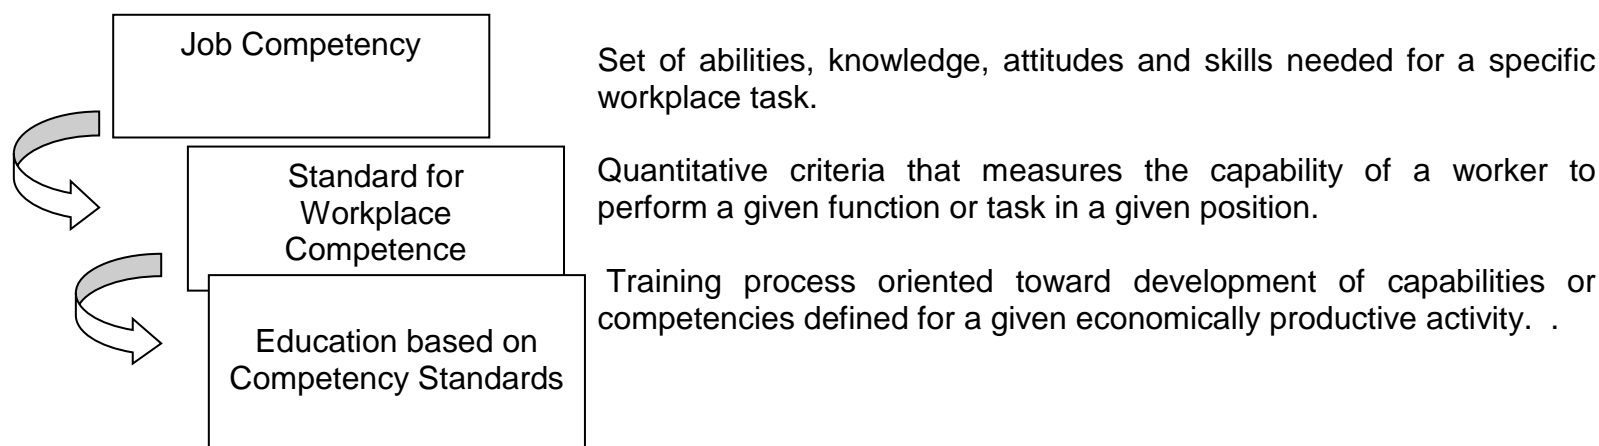 Job Competency
Set of abilities, knowledge, attitudes and skills needed for a specific
workplace task.
Standard for
Workplace
Competence
Quantitative criteria that measures the capability of a worker to
perform a given function or task in a given position.
Education based on
Competency Standards
Training process oriented toward development of capabilities or
competencies defined for a given economically productive activity. .